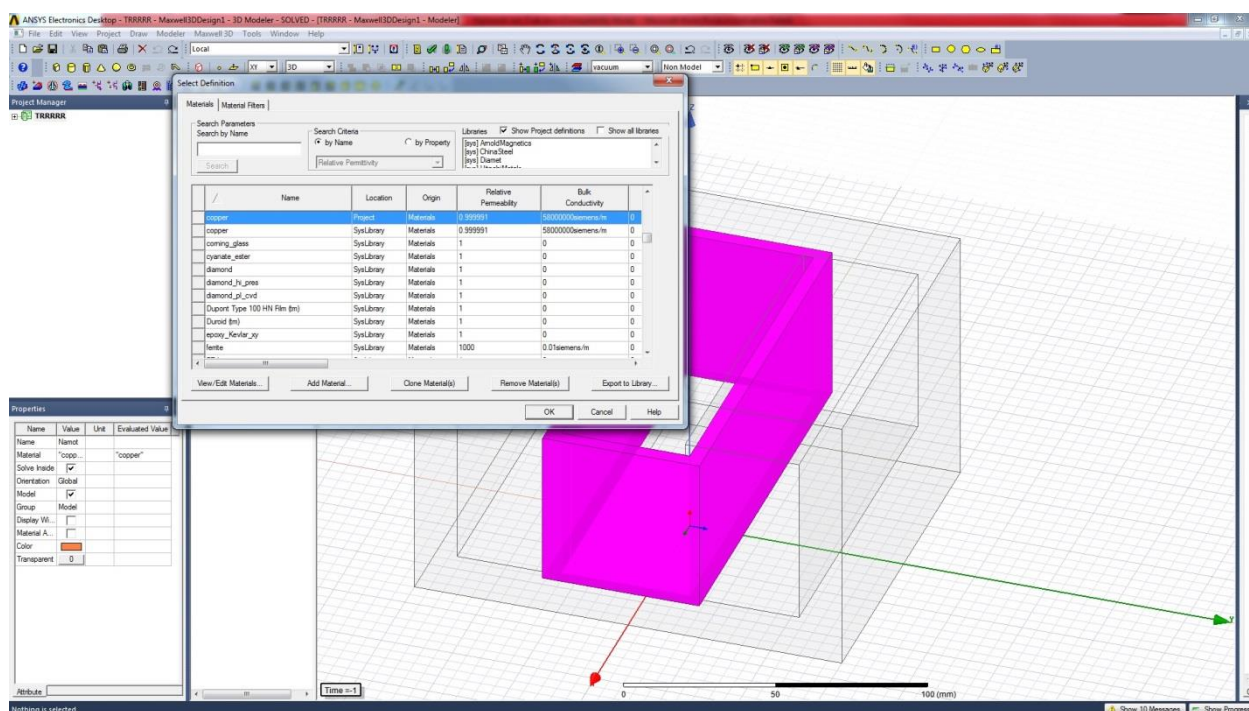 ANSYS Electronics Desktop - TRRRRR - Maxwell3DDesign1 - 3D Modeler - SOLVED - [TRRRRR - Maxwell3DDesign1 - Modeler]
File Edit View Project Draw Modeler Maxwell 3D Tools Window Help
Local
XY 3D vacuum Non Model
Project Manager
TRRRRR
Select Definition
Materials Material Filters
Search Parameters
Search by Name
Search
Search Criteria
by Name by Property
Relative Permittivity
Libraries Show Project definitions Show all libraries
[sys] ArnoldMagnetics
[sys] ChinaSteel
[sys] Diamet
/ Name Location Origin Relative Permeability Bulk Conductivity
copper Project Materials 0.999991 58000000siemens/m 0
copper SysLibrary Materials 0.999991 58000000siemens/m 0
corning_glass SysLibrary Materials 1 0 0
cyanate_ester SysLibrary Materials 1 0 0
diamond SysLibrary Materials 1 0 0
diamond_hi_pres SysLibrary Materials 1 0 0
diamond_pl_cvd SysLibrary Materials 1 0 0
Dupont Type 100 HN Film (tm) SysLibrary Materials 1 0 0
Duroid (tm) SysLibrary Materials 1 0 0
epoxy_Kevlar_xy SysLibrary Materials 1 0 0
ferrite SysLibrary Materials 1000 0.01siemens/m 0
View/Edit Materials... Add Material... Clone Material(s) Remove Material(s) Export to Library...
OK Cancel Help
Properties
Name Value Unit Evaluated Value
Name Namot
Material "copp... "copper"
Solve Inside
Orientation Global
Model
Group Model
Display Wi...
Material A...
Color
Transparent 0
Attribute
Z
Y
Time =-1
0 50 100 (mm)
Nothing is selected
Show 10 Messages Show Progress